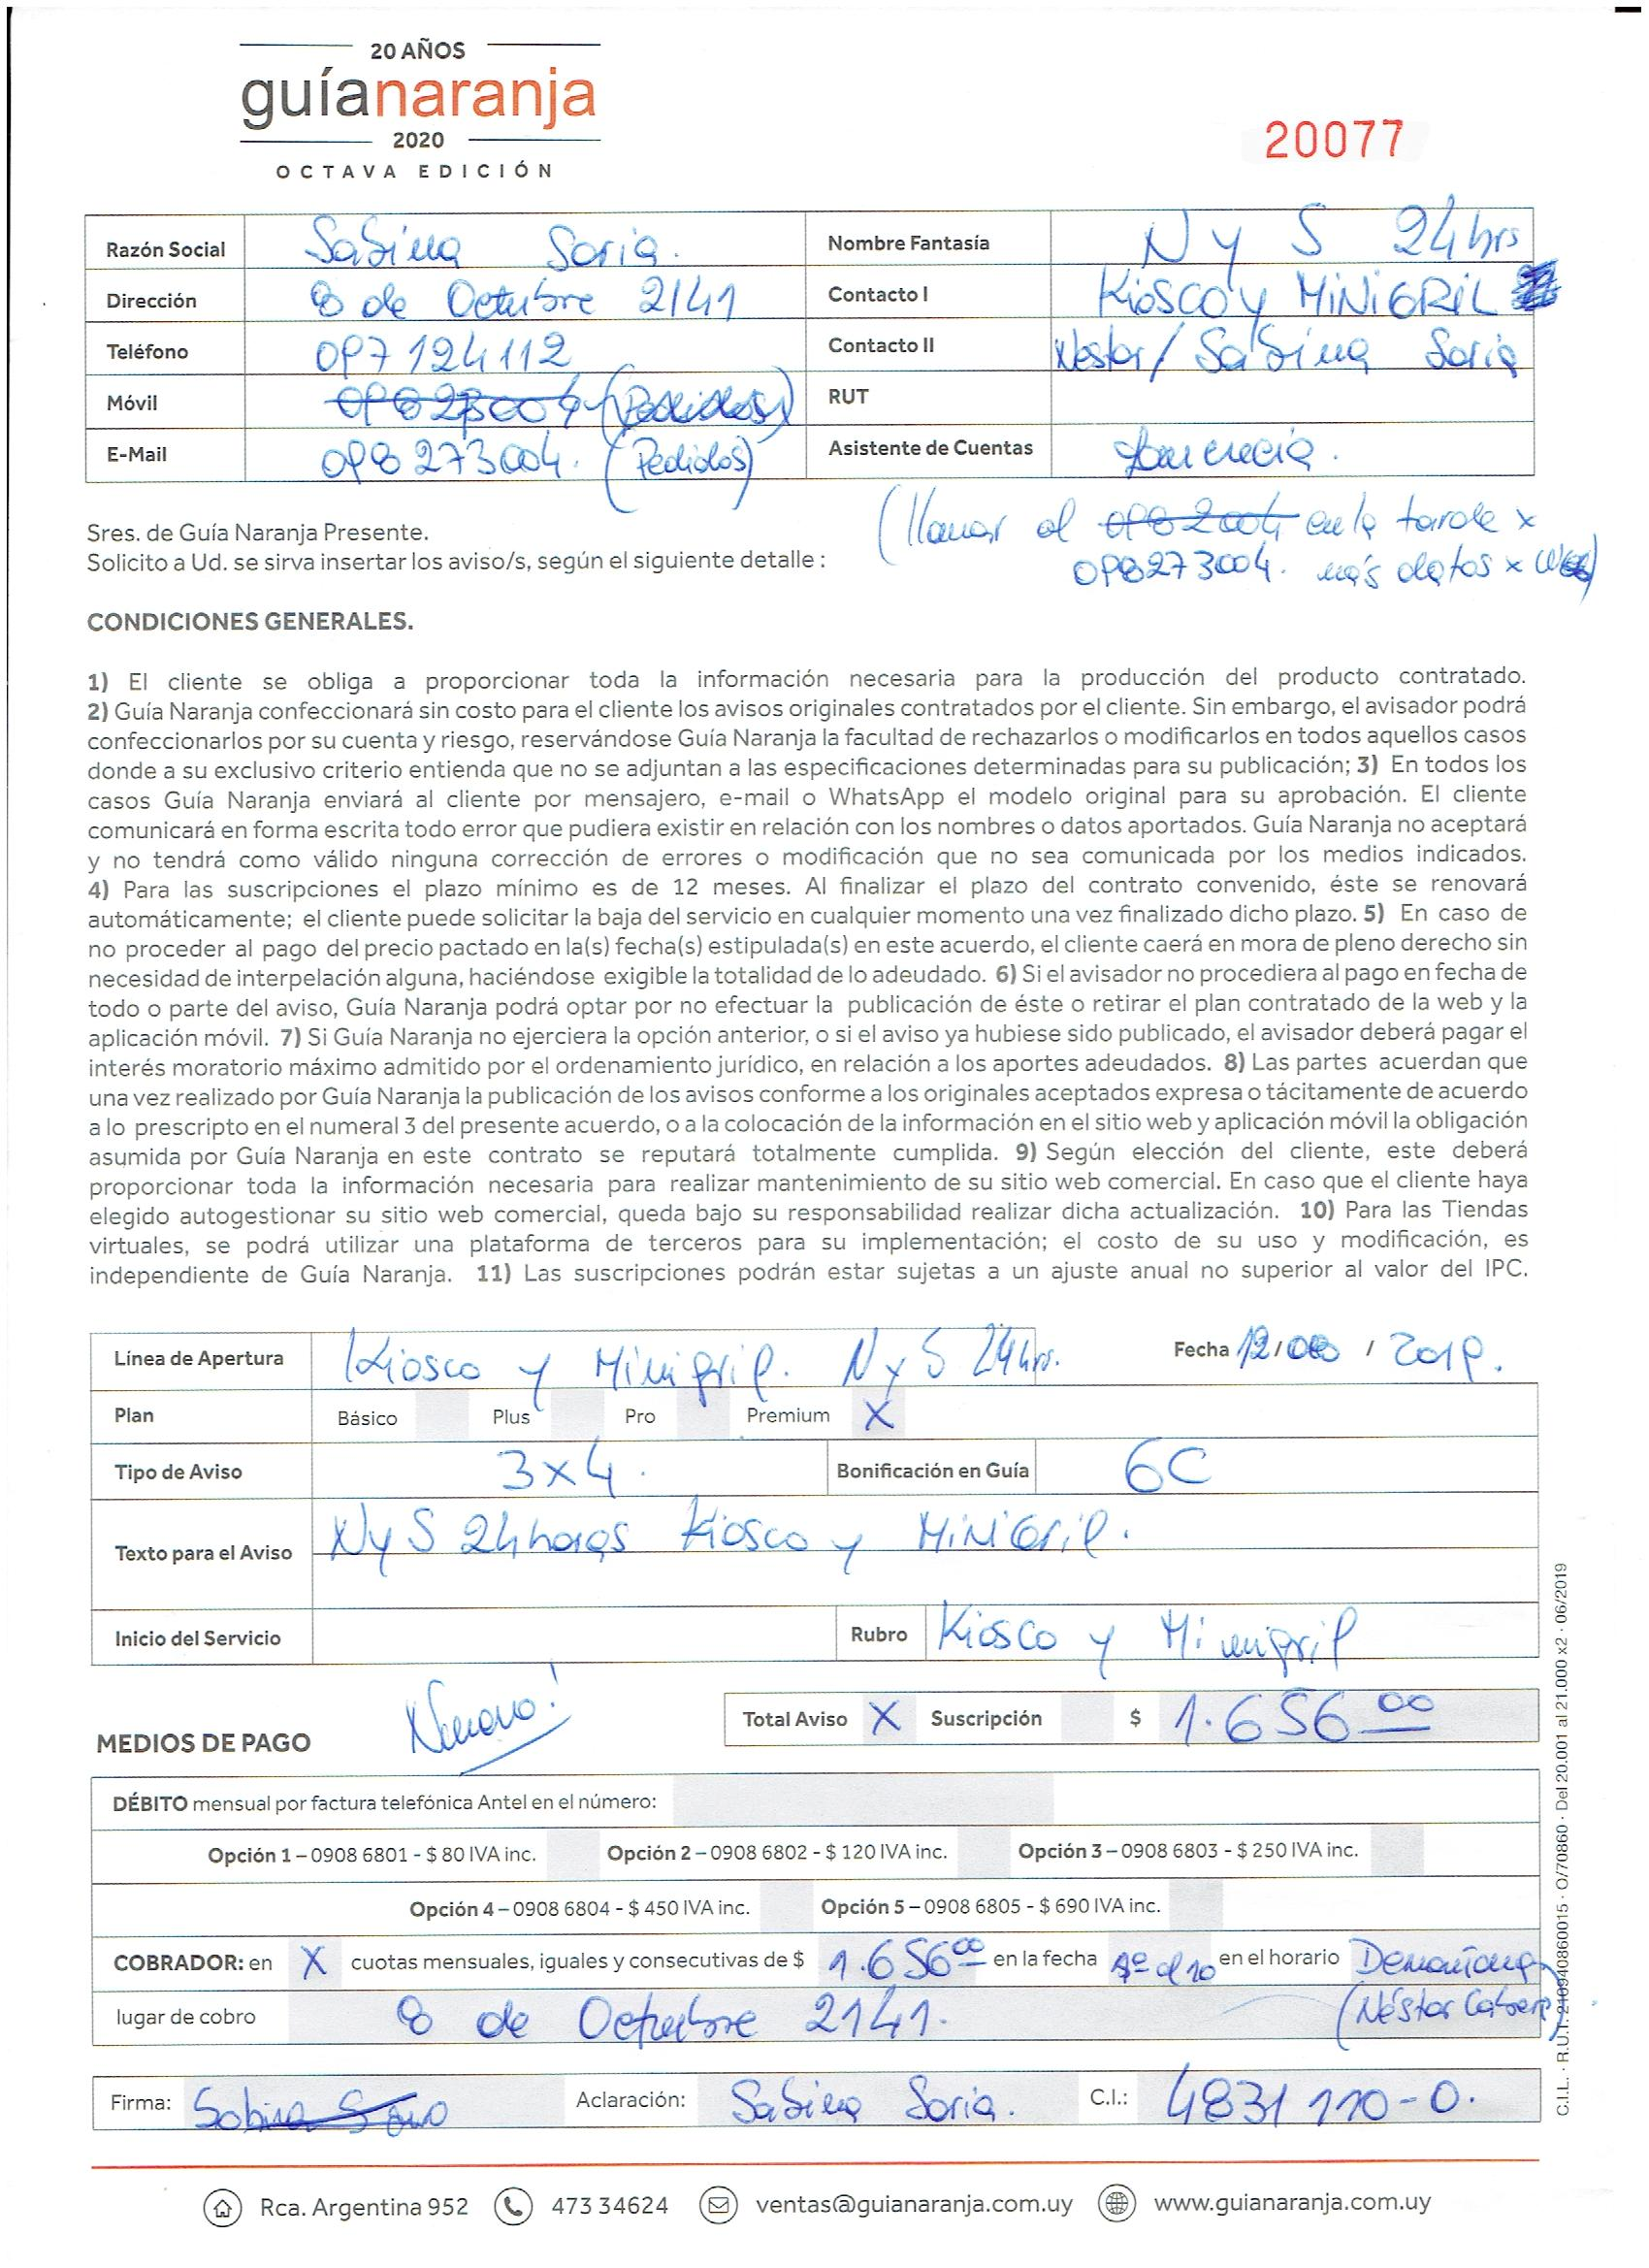 20 AÑOS
guíanaranja
2020
OCTAVA EDICIÓN
20077
Razón Social Sabina Soria. Nombre Fantasía N y S 24 hrs
Dirección 8 de Octubre 2141 Contacto I Kiosco y MiNiGRiL
Teléfono 097 124112 Contacto II Nestor/ Sabina Soria
Móvil (Pedidos) RUT
E-Mail 098 273004. (Pedidos) Asistente de Cuentas
(llamar al en la tarde x
098273004. más datos x
Sres. de Guía Naranja Presente.
Solicito a Ud. se sirva insertar los aviso/s, según el siguiente detalle :
CONDICIONES GENERALES.
1) El cliente se obliga a proporcionar toda la información necesaria para la producción del producto contratado.
2) Guía Naranja confeccionará sin costo para el cliente los avisos originales contratados por el cliente. Sin embargo, el avisador podrá
confeccionarlos por su cuenta y riesgo, reservándose Guía Naranja la facultad de rechazarlos o modificarlos en todos aquellos casos
donde a su exclusivo criterio entienda que no se adjuntan a las especificaciones determinadas para su publicación; 3) En todos los
casos Guía Naranja enviará al cliente por mensajero, e-mail o WhatsApp el modelo original para su aprobación. El cliente
comunicará en forma escrita todo error que pudiera existir en relación con los nombres o datos aportados. Guía Naranja no aceptará
y no tendrá como válido ninguna corrección de errores o modificación que no sea comunicada por los medios indicados.
4) Para las suscripciones el plazo mínimo es de 12 meses. Al finalizar el plazo del contrato convenido, éste se renovará
automáticamente; el cliente puede solicitar la baja del servicio en cualquier momento una vez finalizado dicho plazo. 5) En caso de
no proceder al pago del precio pactado en la(s) fecha(s) estipulada(s) en este acuerdo, el cliente caerá en mora de pleno derecho sin
necesidad de interpelación alguna, haciéndose exigible la totalidad de lo adeudado. 6) Si el avisador no procediera al pago en fecha de
todo o parte del aviso, Guía Naranja podrá optar por no efectuar la publicación de éste o retirar el plan contratado de la web y la
aplicación móvil. 7) Si Guía Naranja no ejerciera la opción anterior, o si el aviso ya hubiese sido publicado, el avisador deberá pagar el
interés moratorio máximo admitido por el ordenamiento jurídico, en relación a los aportes adeudados. 8) Las partes acuerdan que
una vez realizado por Guía Naranja la publicación de los avisos conforme a los originales aceptados expresa o tácitamente de acuerdo
a lo prescripto en el numeral 3 del presente acuerdo, o a la colocación de la información en el sitio web y aplicación móvil la obligación
asumida por Guía Naranja en este contrato se reputará totalmente cumplida. 9) Según elección del cliente, este deberá
proporcionar toda la información necesaria para realizar mantenimiento de su sitio web comercial. En caso que el cliente haya
elegido autogestionar su sitio web comercial, queda bajo su responsabilidad realizar dicha actualización. 10) Para las Tiendas
virtuales, se podrá utilizar una plataforma de terceros para su implementación; el costo de su uso y modificación, es
independiente de Guía Naranja. 11) Las suscripciones podrán estar sujetas a un ajuste anual no superior al valor del IPC.
Línea de Apertura Kiosco y Minigril. N y S 24 hrs. Fecha 12/08 / 2019.
Plan Básico Plus Pro Premium X
Tipo de Aviso 3x4. Bonificación en Guía 6C
Texto para el Aviso N y S 24 horas Kiosco y MiNiGril.
Inicio del Servicio Rubro Kiosco y Minigril
Total Aviso X Suscripción $ 1.656 00
MEDIOS DE PAGO
DÉBITO mensual por factura telefónica Antel en el número:
Opción 1 – 0908 6801 - $ 80 IVA inc. Opción 2 – 0908 6802 - $ 120 IVA inc. Opción 3 – 0908 6803 - $ 250 IVA inc.
Opción 4 – 0908 6804 - $ 450 IVA inc. Opción 5 – 0908 6805 - $ 690 IVA inc.
COBRADOR: en X cuotas mensuales, iguales y consecutivas de $ 1.656 00 en la fecha 1º al 10 en el horario De mañana
lugar de cobro 8 de Octubre 2141. (Néstor Cabrera)
Firma: Sabina Soria Aclaración: Sabina Soria. C.I.: 4831 110-0.
C.I.L. · R.U.T. 210940860015 · O/70860 · Del 20.001 al 21.000 x2 · 06/2019
Rca. Argentina 952 473 34624 ventas@guianaranja.com.uy www.guianaranja.com.uy